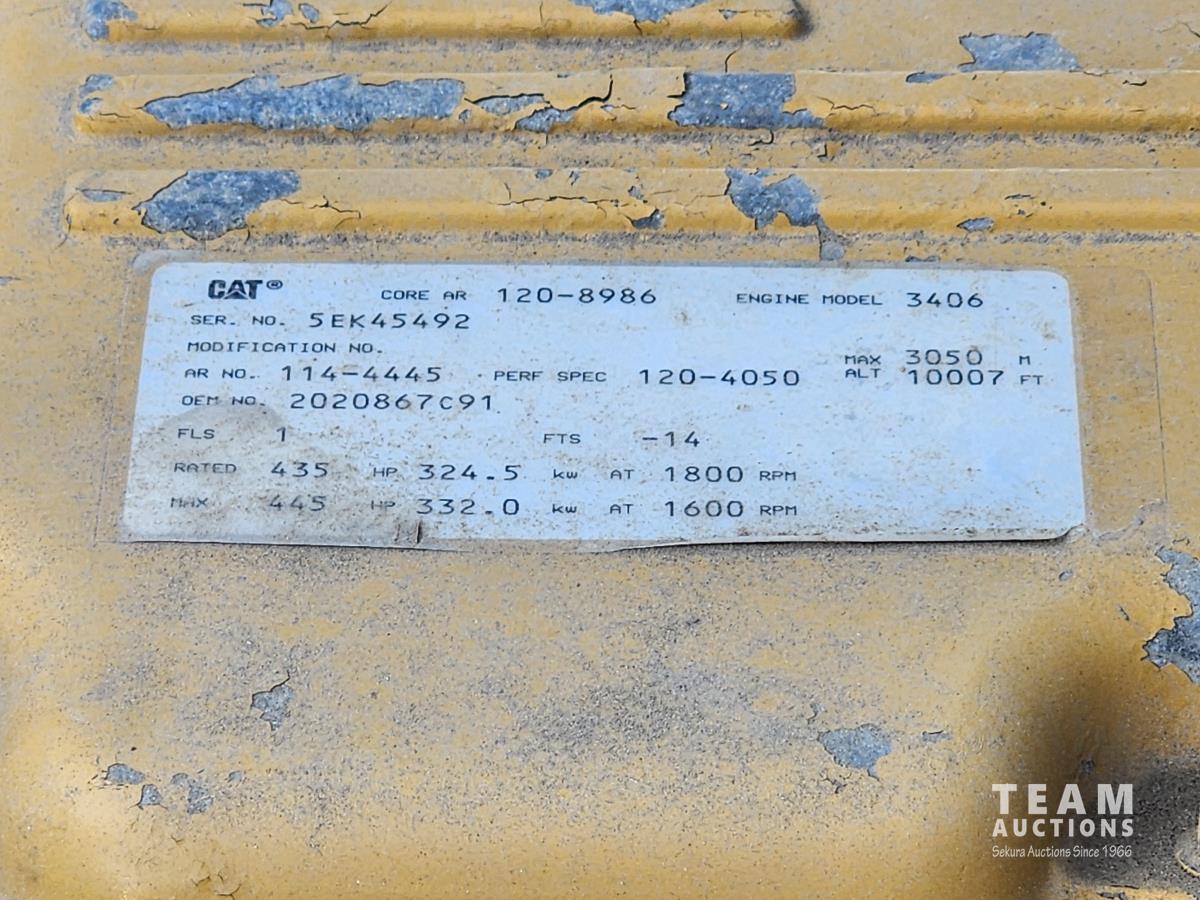 CAT® CORE AR 120-8986 ENGINE MODEL 3406
SER. NO. 5EK45492
MODIFICATION NO.
MAX 3050 M
AR NO. 114-4445 PERF SPEC 120-4050 ALT 10007 FT
OEM NO. 2020867C91
FLS 1 FTS -14
RATED 435 HP 324.5 kw AT 1800 RPM
MAX 445 HP 332.0 kw AT 1600 RPM
TEAM
AUCTIONS
Sekura Auctions Since 1966